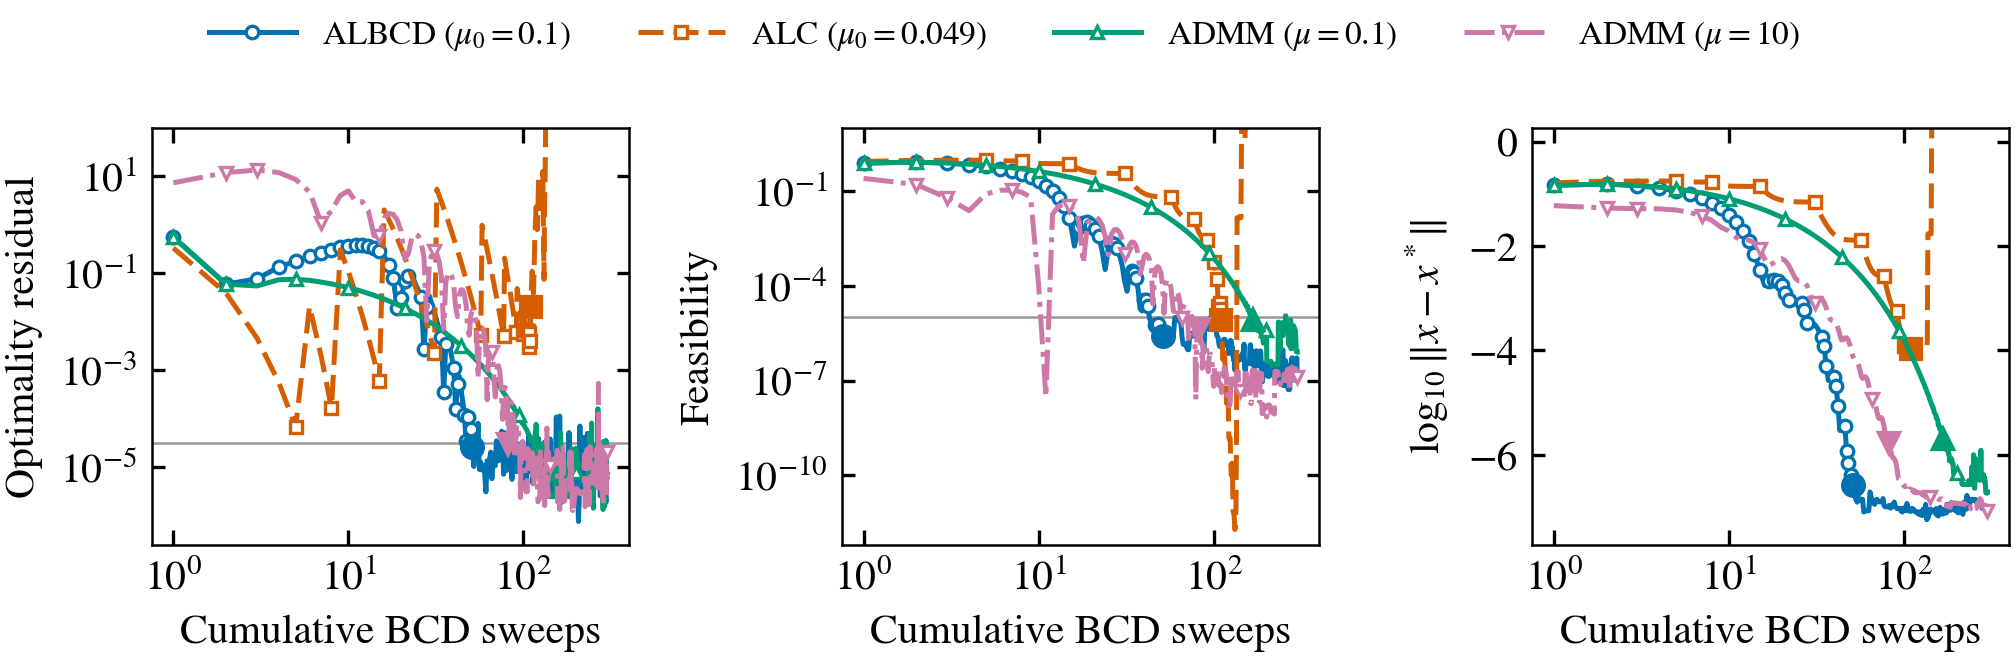 ALBCD (μ₀ = 0.1) ALC (μ₀ = 0.049) ADMM (μ = 0.1) ADMM (μ = 10)
Optimality residual
10¹
10⁻¹
10⁻³
10⁻⁵
10⁰ 10¹ 10²
Cumulative BCD sweeps
Feasibility
10⁻¹
10⁻⁴
10⁻⁷
10⁻¹⁰
10⁰ 10¹ 10²
Cumulative BCD sweeps
log₁₀ ‖x − x*‖
0
−2
−4
−6
10⁰ 10¹ 10²
Cumulative BCD sweeps